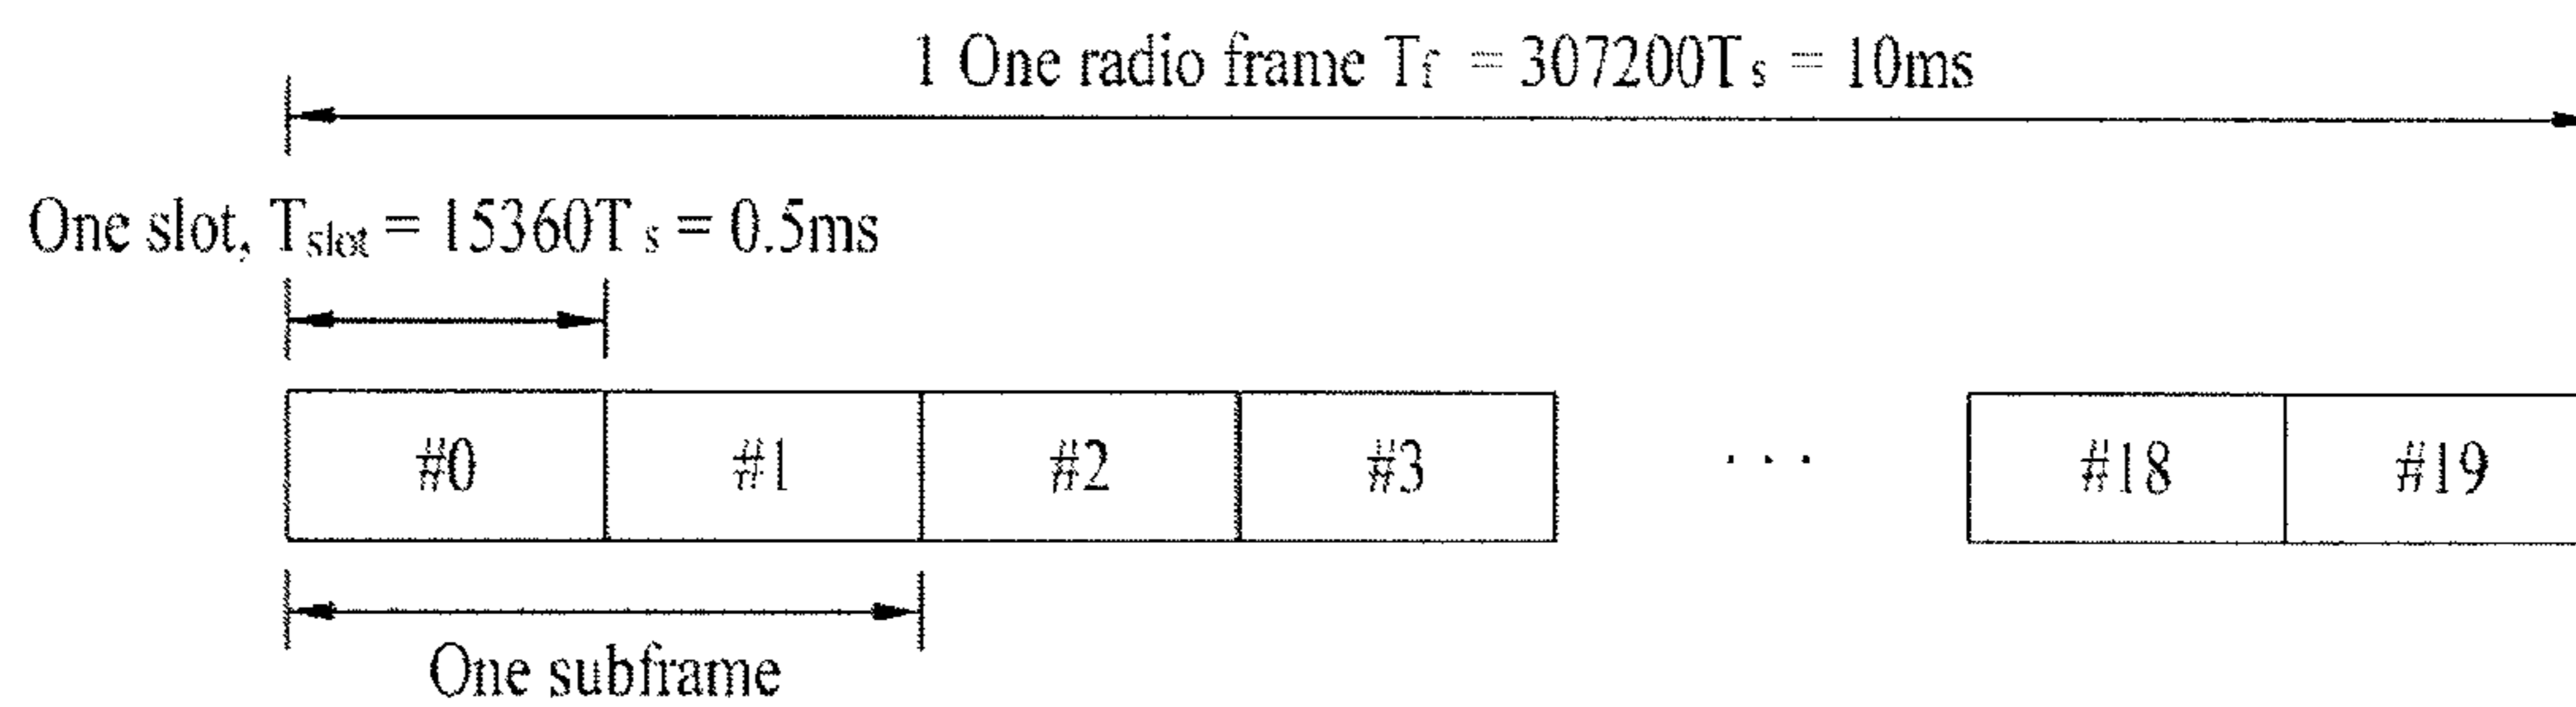 1 One radio frame Tf = 307200Ts = 10ms
One slot, Tslot = 15360Ts = 0.5ms
#0 #1 #2 #3 . . . #18 #19
One subframe